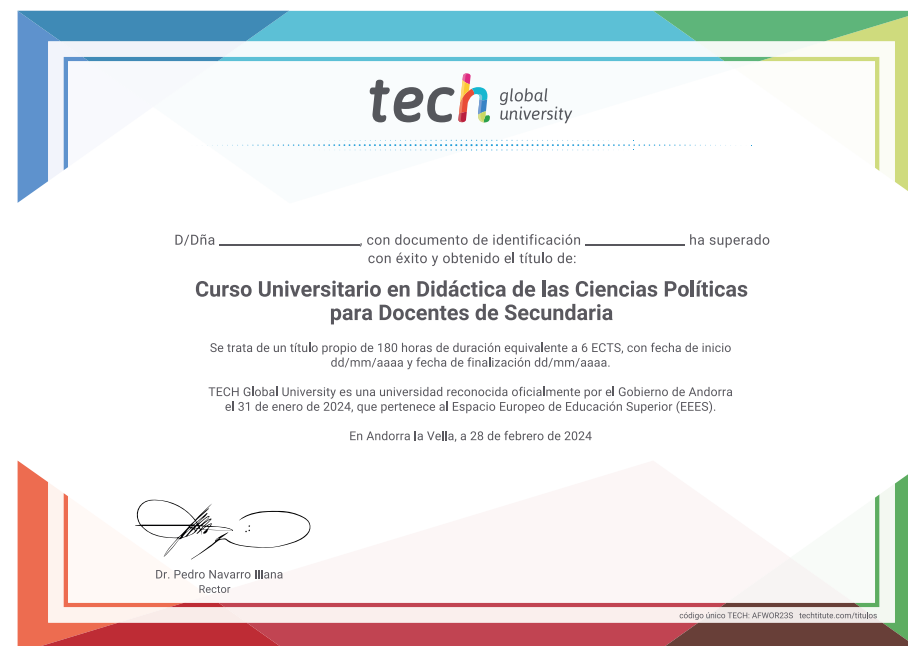 tech global university
D/Dña ____________________, con documento de identificación ______________ ha superado
con éxito y obtenido el título de:
Curso Universitario en Didáctica de las Ciencias Políticas
para Docentes de Secundaria
Se trata de un título propio de 180 horas de duración equivalente a 6 ECTS, con fecha de inicio
dd/mm/aaaa y fecha de finalización dd/mm/aaaa.
TECH Global University es una universidad reconocida oficialmente por el Gobierno de Andorra
el 31 de enero de 2024, que pertenece al Espacio Europeo de Educación Superior (EEES).
En Andorra la Vella, a 28 de febrero de 2024
Dr. Pedro Navarro Illana
Rector
código único TECH: AFWOR23S techtitute.com/títulos